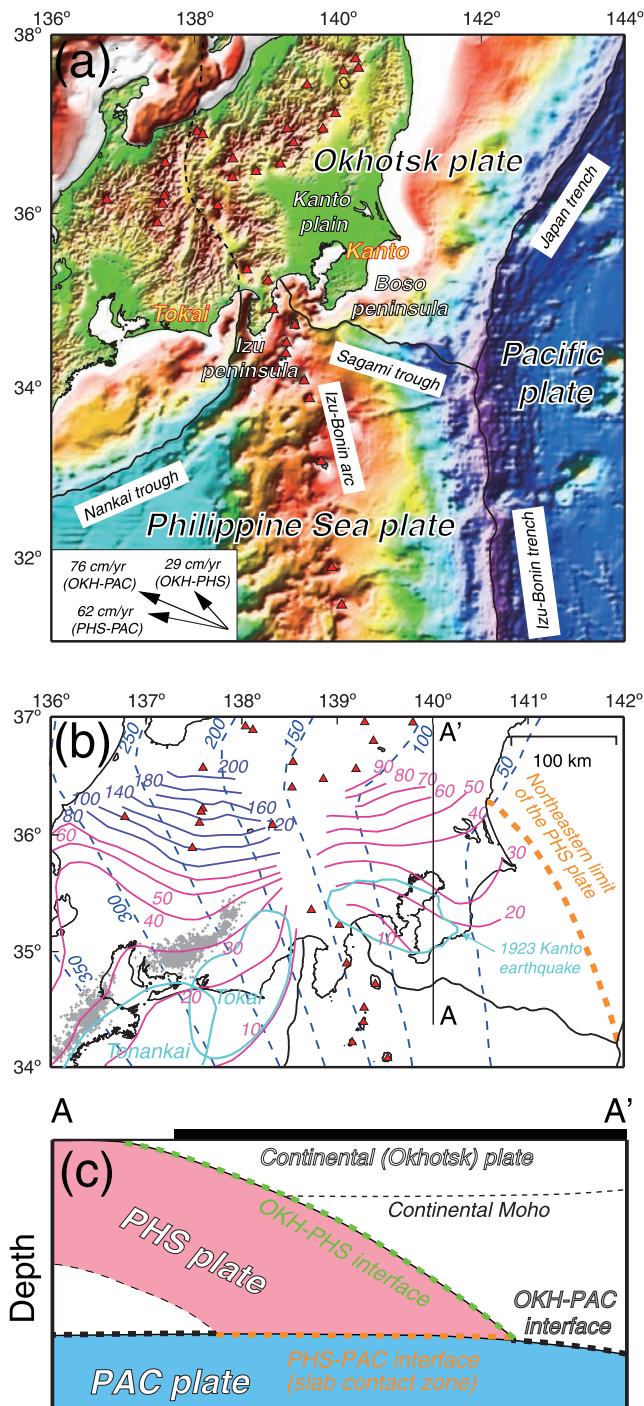 136° 138° 140° 142° 144°
38°
(a)
Okhotsk plate
Japan trench
Kanto
plain
36°
Kanto
Boso
peninsula
Tokai
Izu
peninsula
Sagami trough
Pacific
plate
34°
Izu-Bonin arc
Nankai trough
Philippine Sea plate
Izu-Bonin trench
32°
76 cm/yr
(OKH-PAC)
29 cm/yr
(OKH-PHS)
62 cm/yr
(PHS-PAC)
136° 137° 138° 139° 140° 141° 142°
37°
(b)
250
200
150
100
A'
50
100 km
200
180
140
100
80
160
120
90
80
70
60
50
40
36°
60
50
40
300
30
20
10
Northeastern limit
of the PHS
plate
35°
350
30
20
10
1923 Kanto
earthquake
Tokai
Tonankai
A
34°
A A'
(c)
Continental (Okhotsk) plate
Continental Moho
PHS plate
OKH-PHS interface
Depth
OKH-PAC
interface
PHS-PAC interface
(slab contact zone)
PAC plate